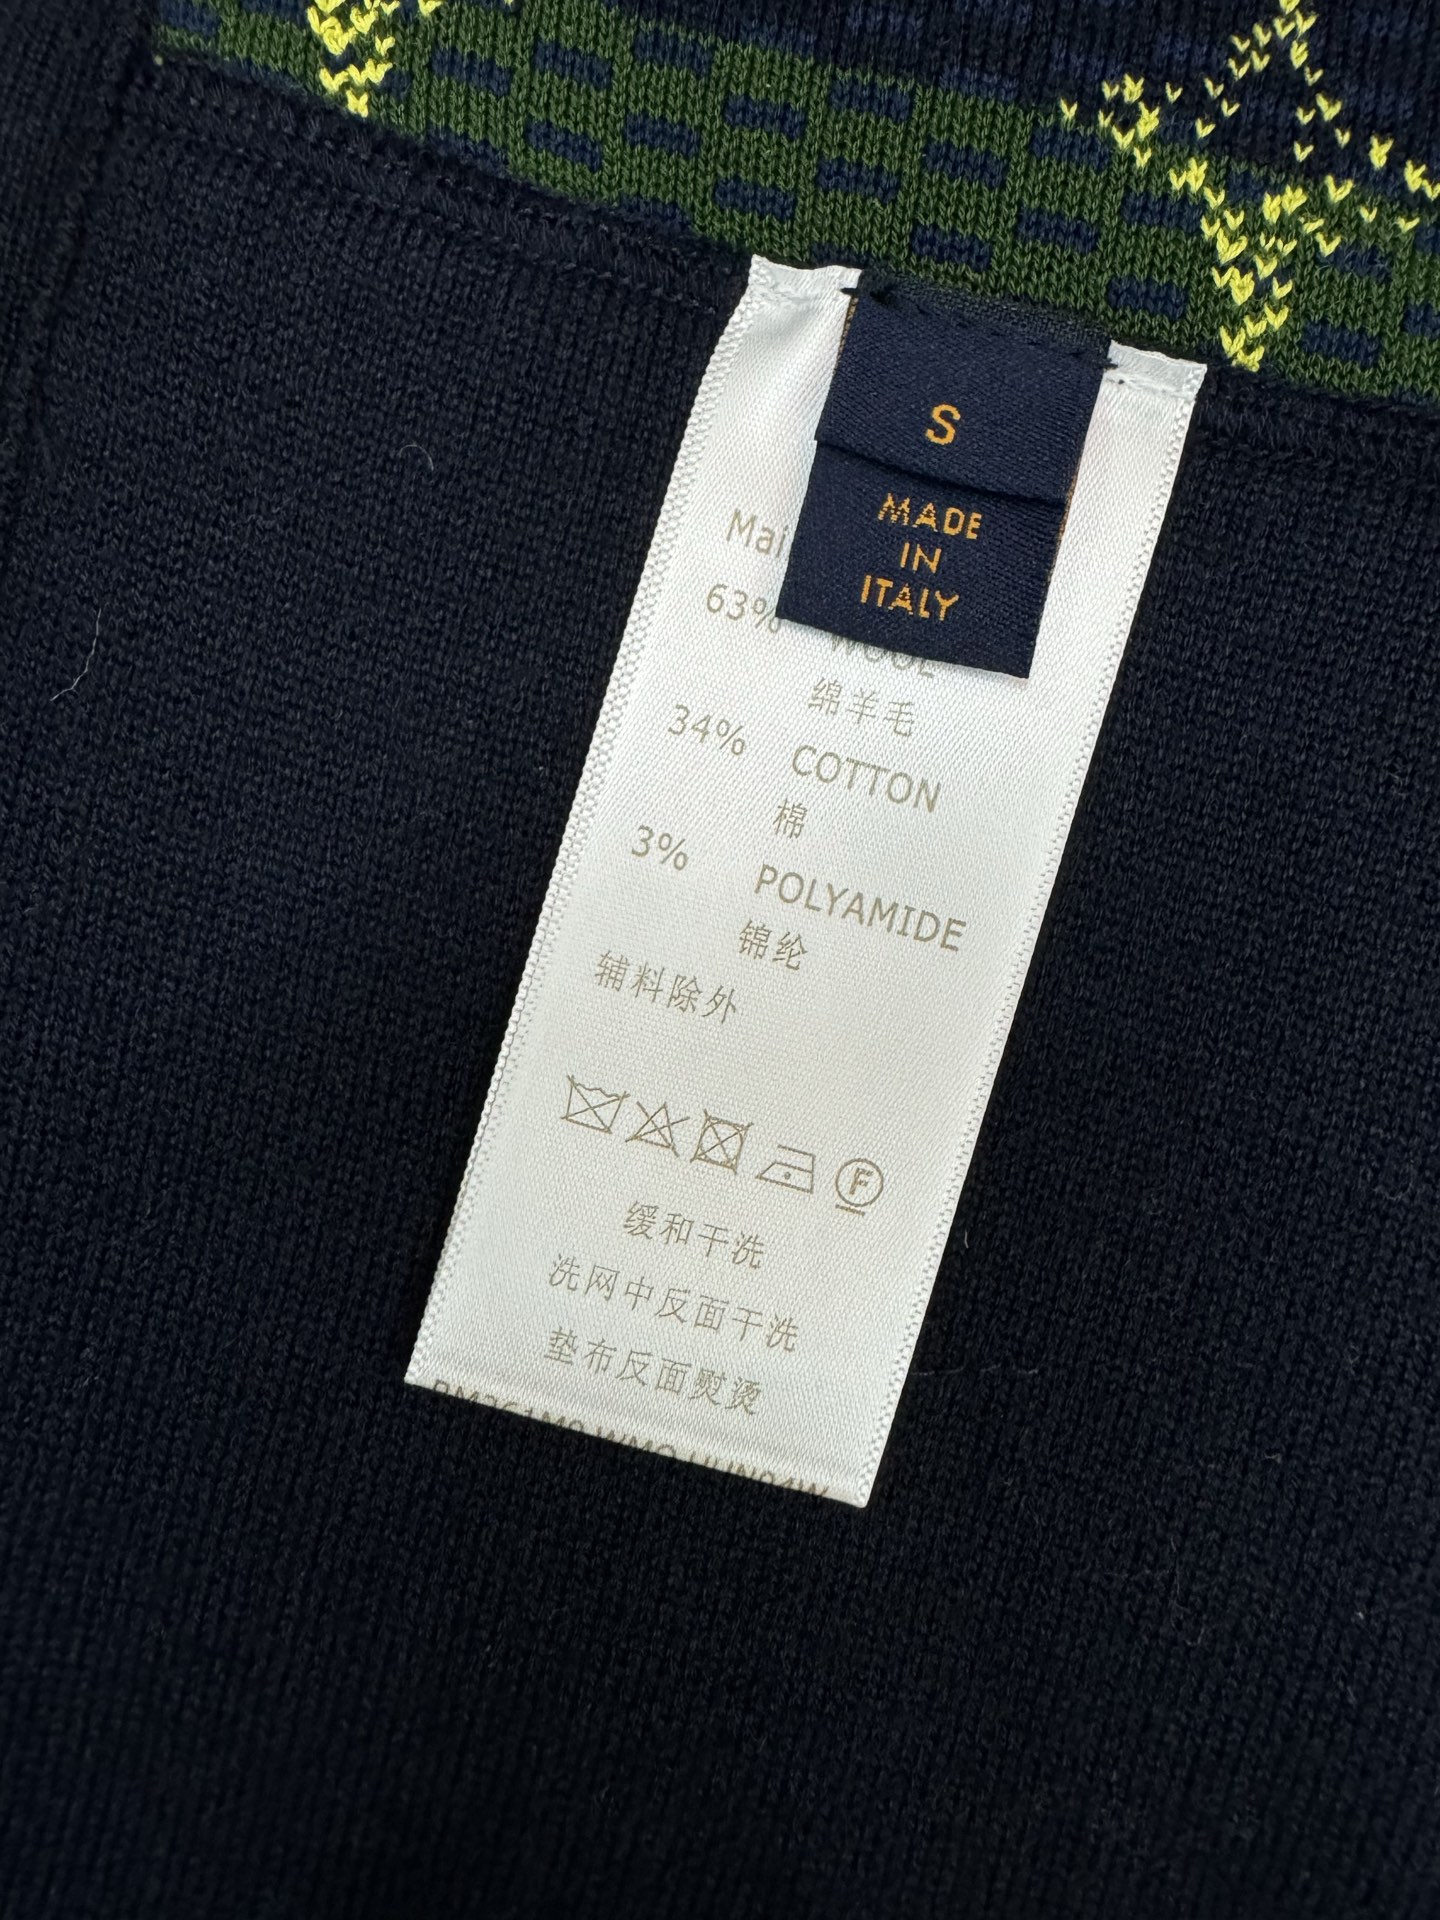 S
MADE
IN
ITALY
Mai
63% WOOL
绵羊毛
34% COTTON
棉
3% POLYAMIDE
锦纶
辅料除外
F
缓和干洗
洗网中反面干洗
垫布反面熨烫